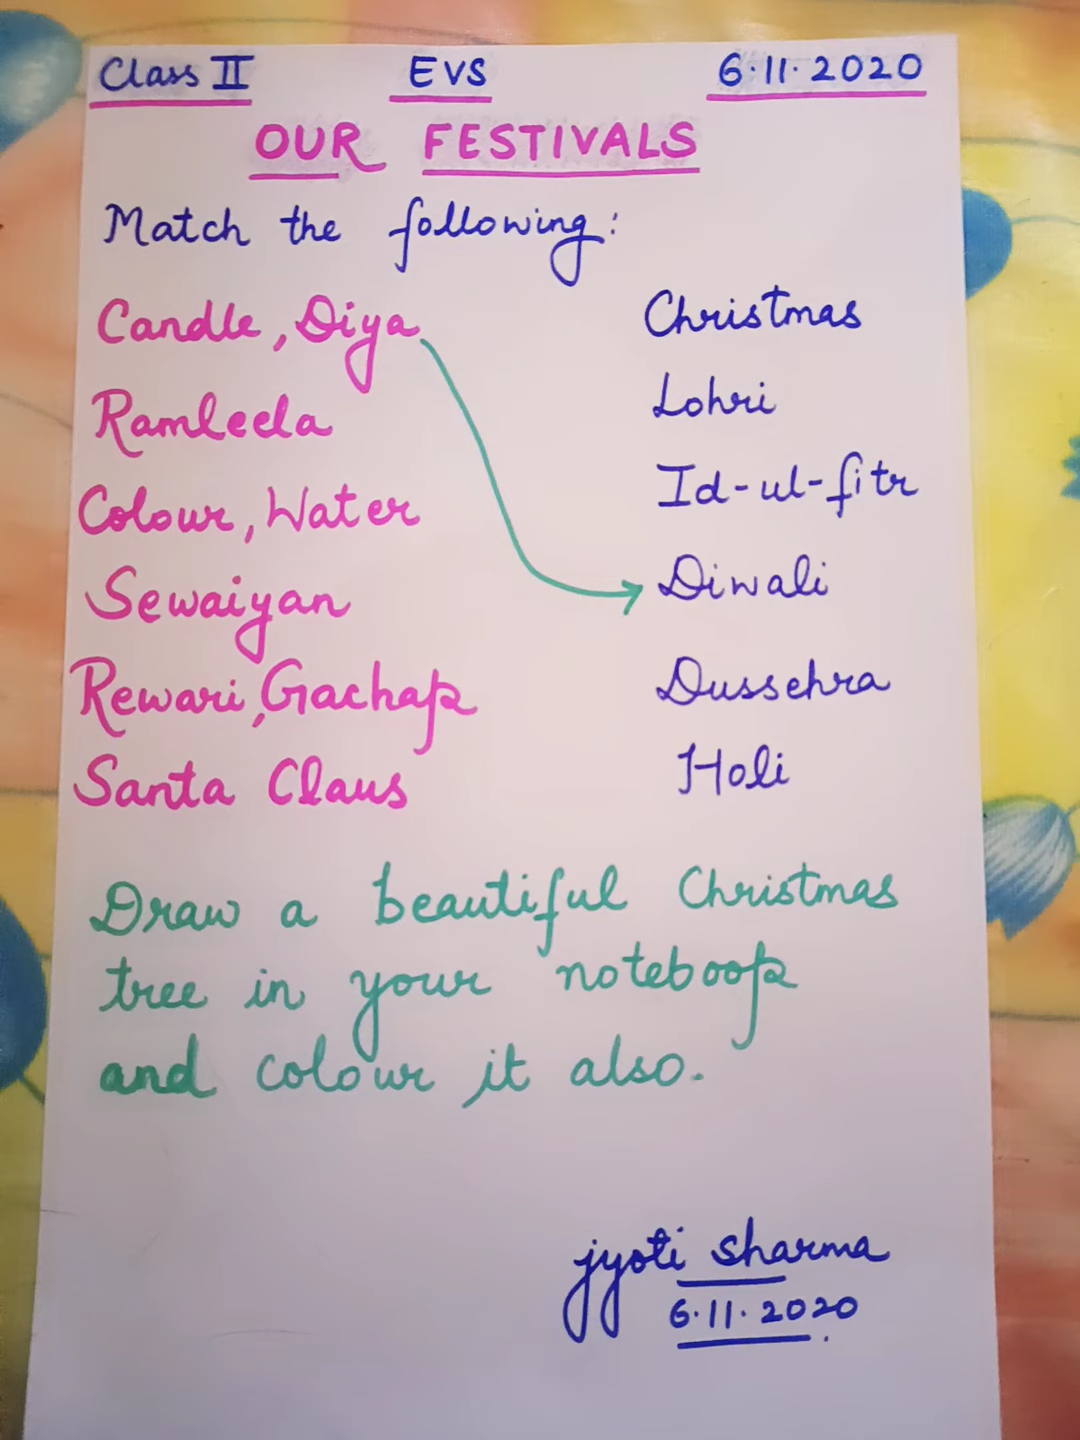 Class II EVS 6.11.2020
OUR FESTIVALS
Match the following:
Candle, Diya Christmas
Ramleela Lohri
Colour, Water Id-ul-fitr
Sewaiyan Diwali
Rewari, Gachak Dussehra
Santa Claus Holi
Draw a beautiful Christmas
tree in your notebook
and colour it also.
jyoti sharma
6.11.2020